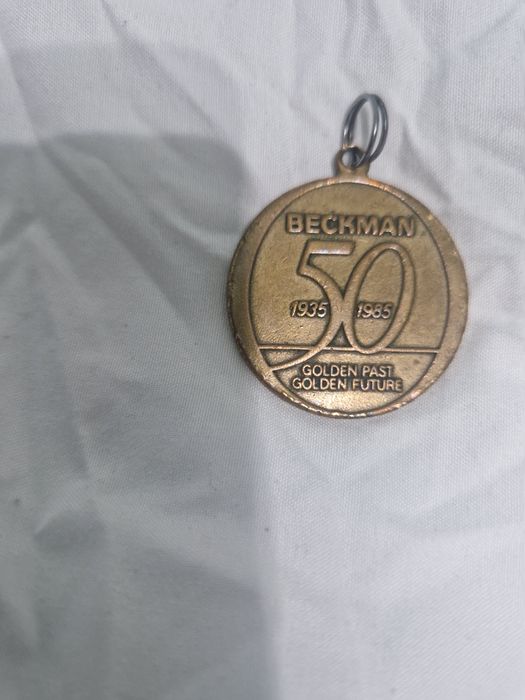 BECKMAN
50
1935 1985
GOLDEN PAST
GOLDEN FUTURE